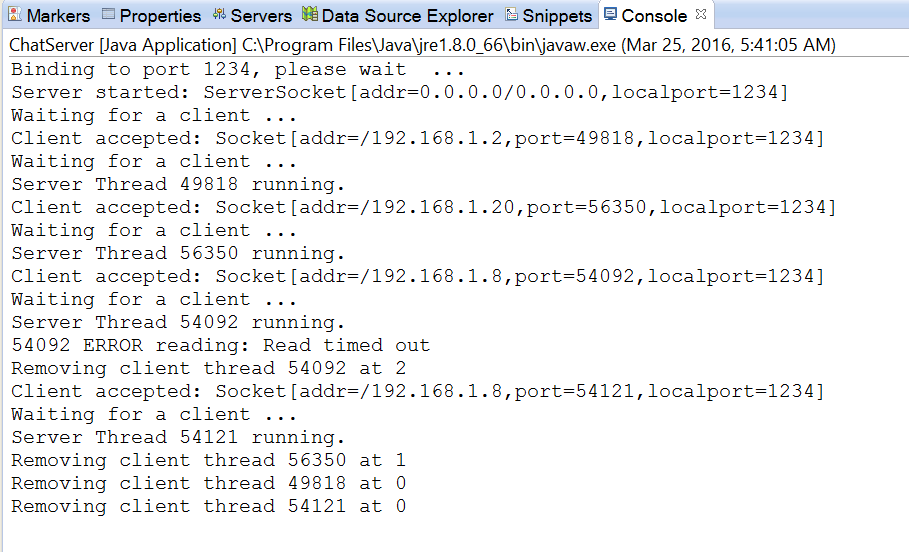 Markers Properties Servers Data Source Explorer Snippets Console
ChatServer [Java Application] C:\Program Files\Java\jre1.8.0_66\bin\javaw.exe (Mar 25, 2016, 5:41:05 AM)
Binding to port 1234, please wait  ...
Server started: ServerSocket[addr=0.0.0.0/0.0.0.0,localport=1234]
Waiting for a client ...
Client accepted: Socket[addr=/192.168.1.2,port=49818,localport=1234]
Waiting for a client ...
Server Thread 49818 running.
Client accepted: Socket[addr=/192.168.1.20,port=56350,localport=1234]
Waiting for a client ...
Server Thread 56350 running.
Client accepted: Socket[addr=/192.168.1.8,port=54092,localport=1234]
Waiting for a client ...
Server Thread 54092 running.
54092 ERROR reading: Read timed out
Removing client thread 54092 at 2
Client accepted: Socket[addr=/192.168.1.8,port=54121,localport=1234]
Waiting for a client ...
Server Thread 54121 running.
Removing client thread 56350 at 1
Removing client thread 49818 at 0
Removing client thread 54121 at 0